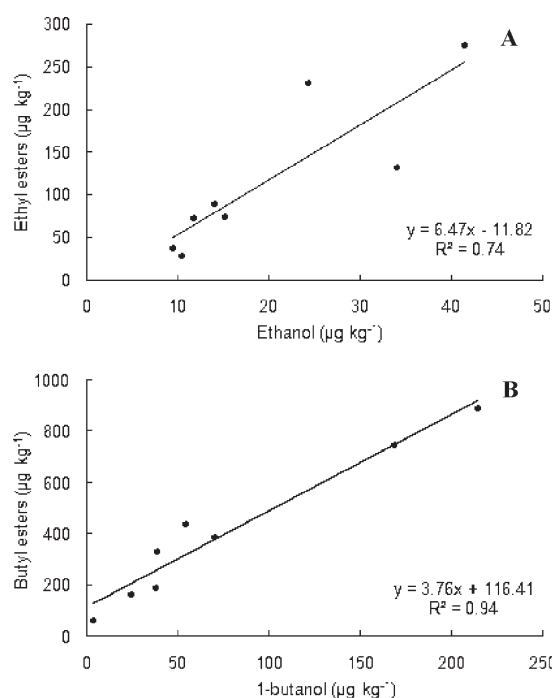 A
300
250
200
150
100
50
0
Ethyl esters (µg kg⁻¹)
y = 6.47x - 11.82
R² = 0.74
0 10 20 30 40 50
Ethanol (µg kg⁻¹)
B
1000
800
600
400
200
0
Butyl esters (µg kg⁻¹)
y = 3.76x + 116.41
R² = 0.94
0 50 100 150 200 250
1-butanol (µg kg⁻¹)